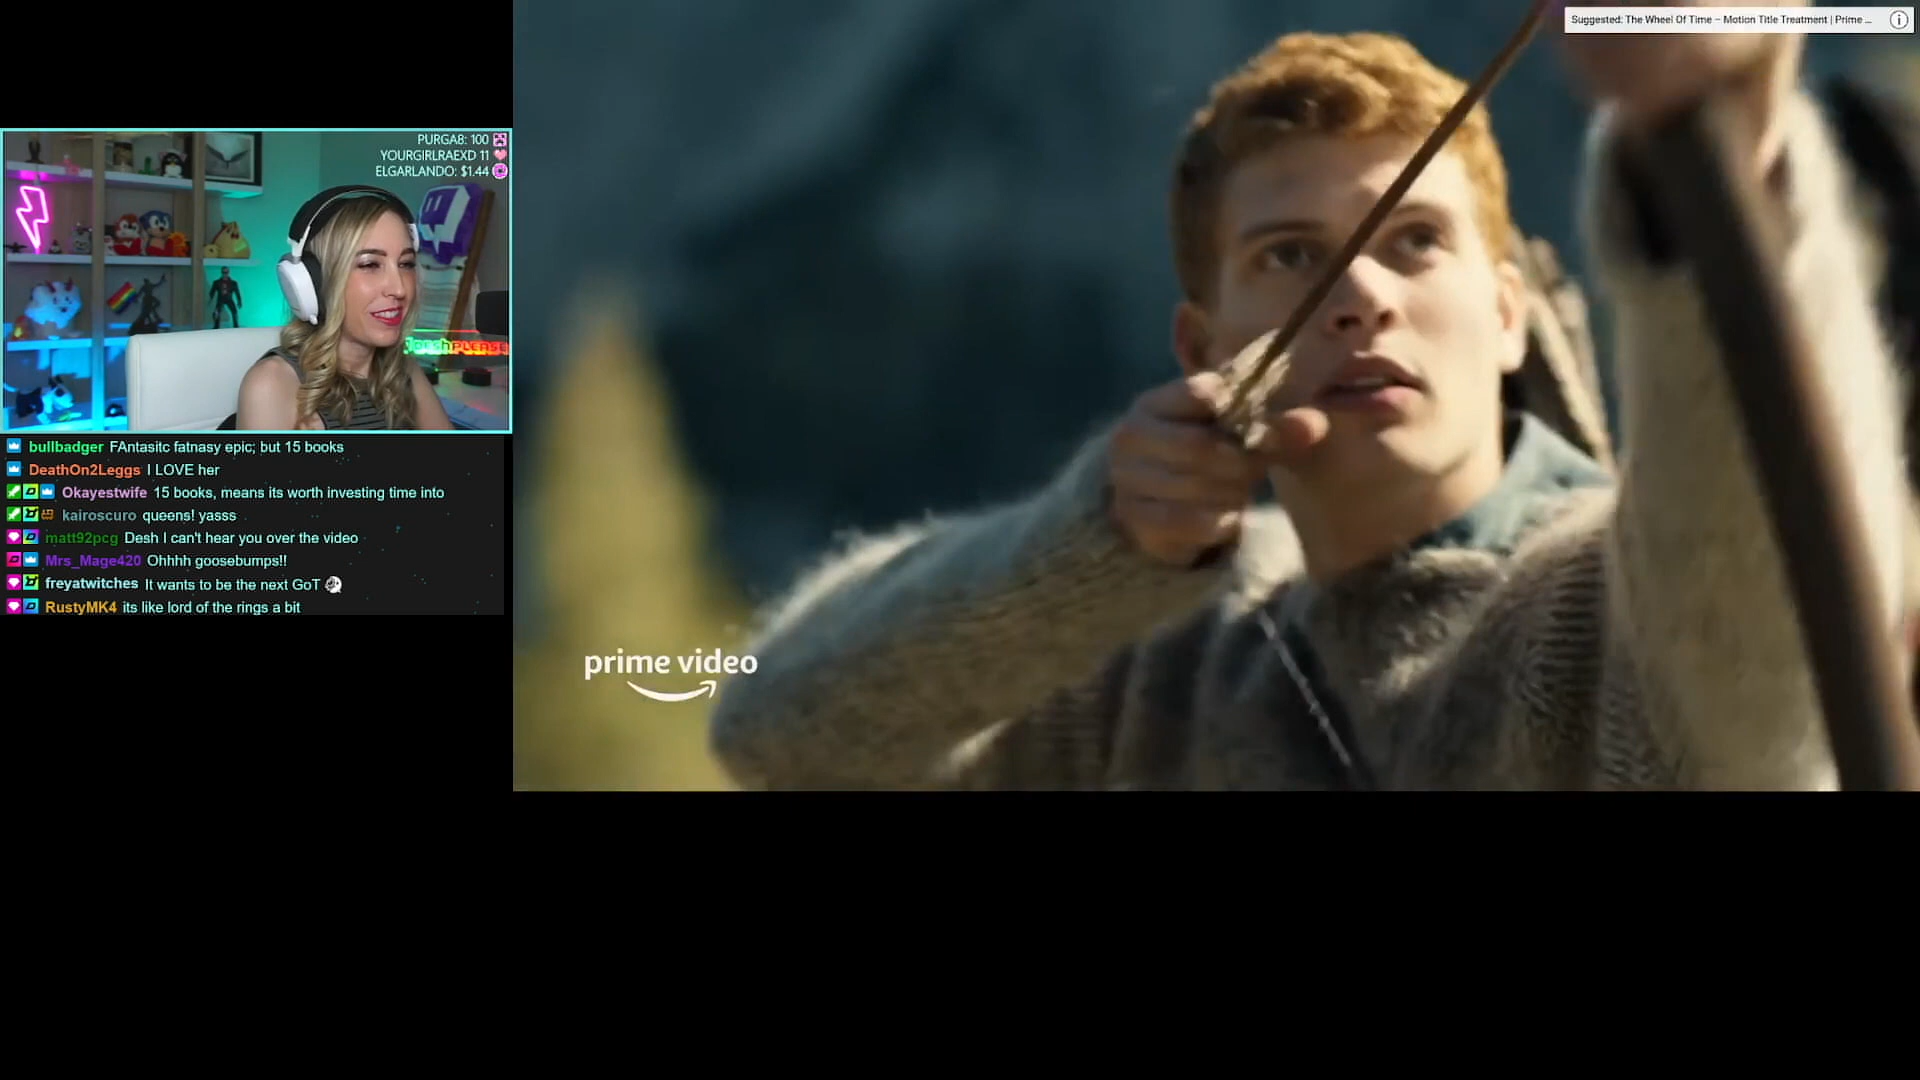 Suggested: The Wheel Of Time – Motion Title Treatment | Prime ...
PURGA8: 100
YOURGIRLRAEXD 11
ELGARLANDO: $1.44
DeshPLEASE
bullbadger FAntasitc fatnasy epic; but 15 books
DeathOn2Leggs I LOVE her
Okayestwife 15 books, means its worth investing time into
kairoscuro queens! yasss
matt92pcg Desh I can't hear you over the video
Mrs_Mage420 Ohhhh goosebumps!!
freyatwitches It wants to be the next GoT
RustyMK4 its like lord of the rings a bit
prime video